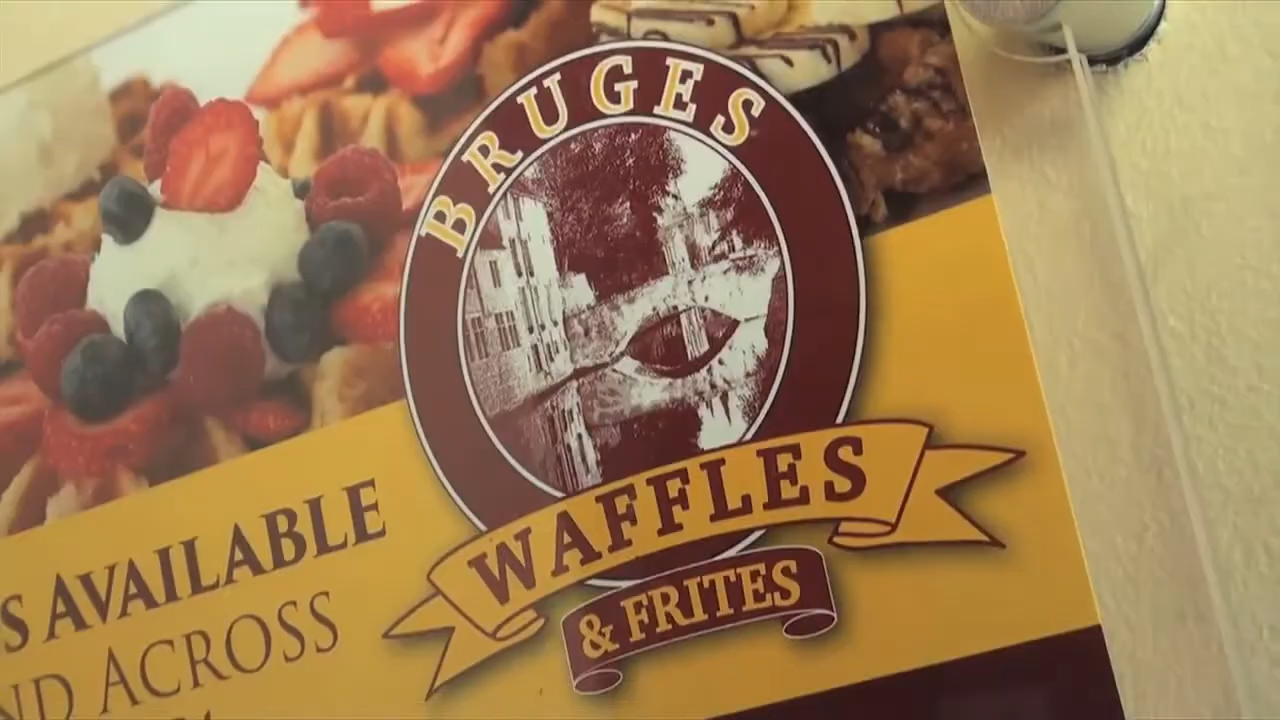 BRUGES
WAFFLES
& FRITES
S AVAILABLE
ND ACROSS